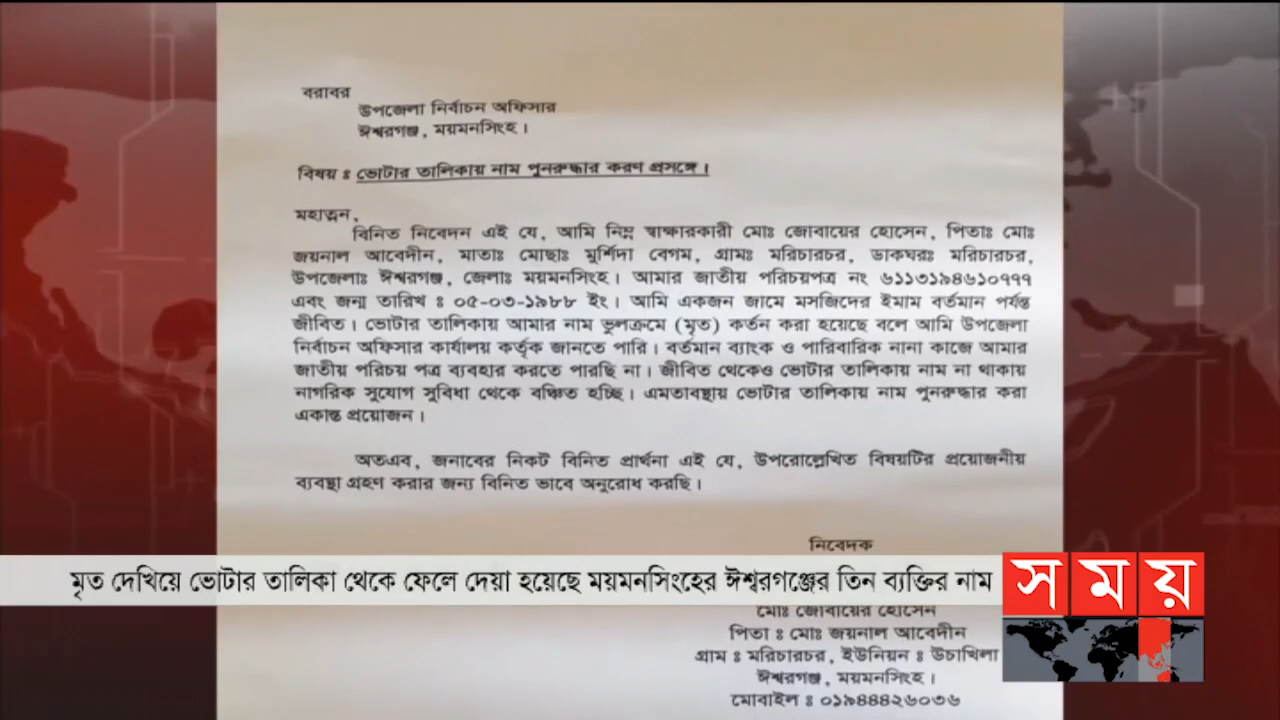 বরাবর
উপজেলা নির্বাচন অফিসার
ঈশ্বরগঞ্জ, ময়মনসিংহ।
বিষয় ঃ ভোটার তালিকায় নাম পুনরুদ্ধার করণ প্রসঙ্গে।
মহাত্নন,
বিনিত নিবেদন এই যে, আমি নিম্ন স্বাক্ষারকারী মোঃ জোবায়ের হোসেন, পিতাঃ মোঃ
জয়নাল আবেদীন, মাতাঃ মোছাঃ মুর্শিদা বেগম, গ্রামঃ মরিচারচর, ডাকঘরঃ মরিচারচর,
উপজেলাঃ ঈশ্বরগঞ্জ, জেলাঃ ময়মনসিংহ। আমার জাতীয় পরিচয়পত্র নং ৬১১৩১৯৪৬১০৭৭৭
এবং জন্ম তারিখ ঃ ০৫-০৩-১৯৮৮ ইং। আমি একজন জামে মসজিদের ইমাম বর্তমান পর্যন্ত
জীবিত। ভোটার তালিকায় আমার নাম ভুলক্রমে (মৃত) কর্তন করা হয়েছে বলে আমি উপজেলা
নির্বাচন অফিসার কার্যালয় কর্তৃক জানতে পারি। বর্তমান ব্যাংক ও পারিবারিক নানা কাজে আমার
জাতীয় পরিচয় পত্র ব্যবহার করতে পারছি না। জীবিত থেকেও ভোটার তালিকায় নাম না থাকায়
নাগরিক সুযোগ সুবিধা থেকে বঞ্চিত হচ্ছি। এমতাবস্থায় ভোটার তালিকায় নাম পুনরুদ্ধার করা
একান্ত প্রয়োজন।
অতএব, জনাবের নিকট বিনিত প্রার্থনা এই যে, উপরোল্লেখিত বিষয়টির প্রয়োজনীয়
ব্যবস্থা গ্রহণ করার জন্য বিনিত ভাবে অনুরোধ করছি।
নিবেদক
মৃত দেখিয়ে ভোটার তালিকা থেকে ফেলে দেয়া হয়েছে ময়মনসিংহের ঈশ্বরগঞ্জের তিন ব্যক্তির নাম
সময়
মোঃ জোবায়ের হোসেন
পিতা ঃ মোঃ জয়নাল আবেদীন
গ্রাম ঃ মরিচারচর, ইউনিয়ন ঃ উচাখিলা
ঈশ্বরগঞ্জ, ময়মনসিংহ।
মোবাইল ঃ ০১৯৪৪৪২৬০৩৬